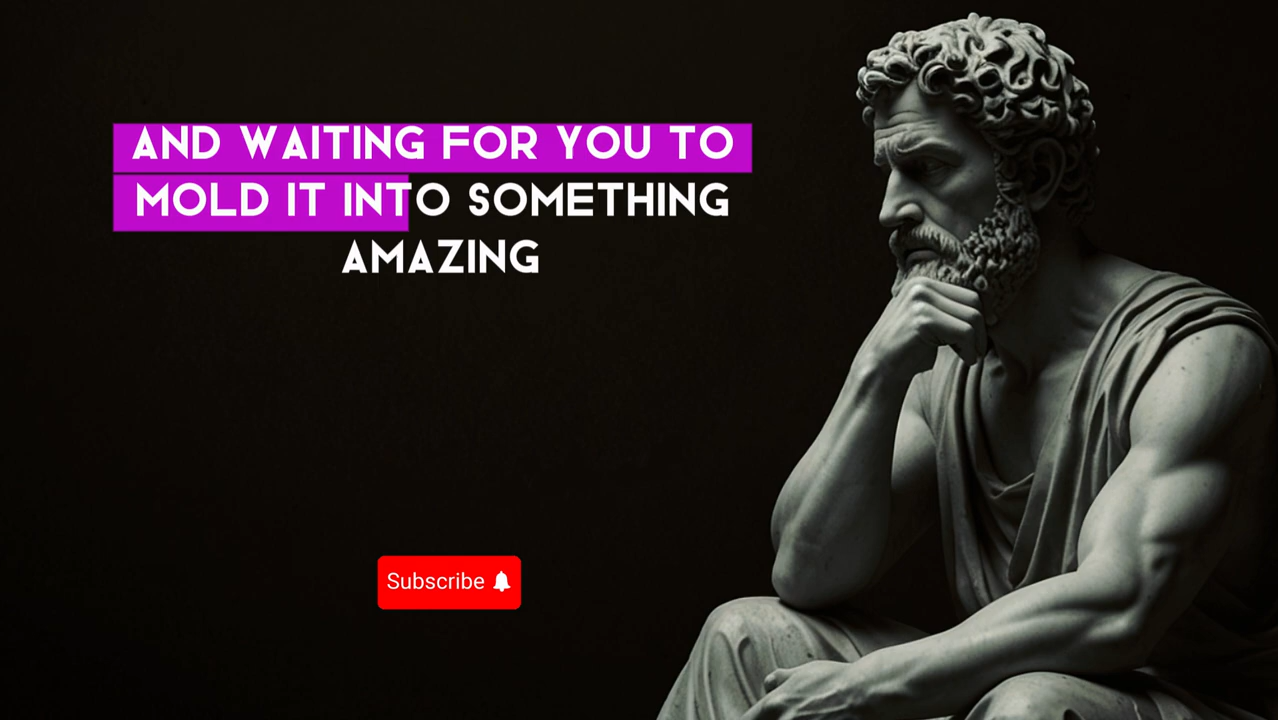 AND WAITING FOR YOU TO
MOLD IT INTO SOMETHING
AMAZING
Subscribe